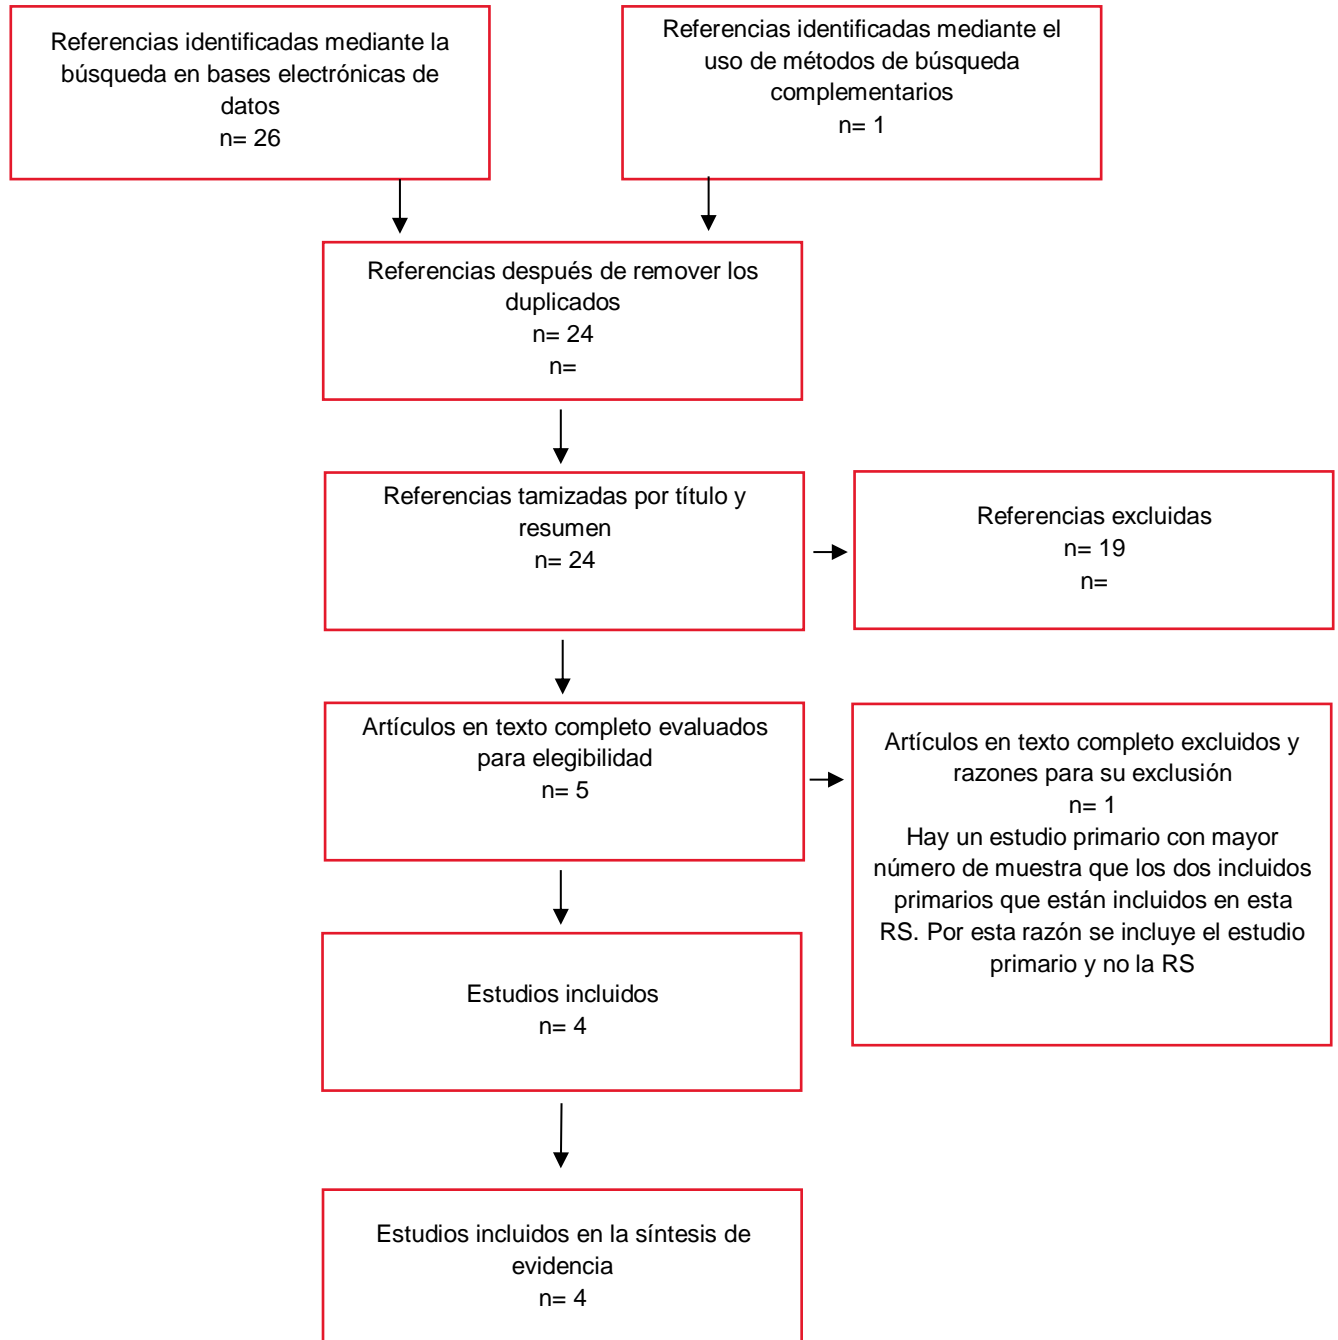 Referencias identificadas mediante la
búsqueda en bases electrónicas de
datos
n= 26
Referencias identificadas mediante el
uso de métodos de búsqueda
complementarios
n= 1
Referencias después de remover los
duplicados
n= 24
n=
Referencias tamizadas por título y
resumen
n= 24
Referencias excluidas
n= 19
n=
Artículos en texto completo evaluados
para elegibilidad
n= 5
Artículos en texto completo excluidos y
razones para su exclusión
n= 1
Hay un estudio primario con mayor
número de muestra que los dos incluidos
primarios que están incluidos en esta
RS. Por esta razón se incluye el estudio
primario y no la RS
Estudios incluidos
n= 4
Estudios incluidos en la síntesis de
evidencia
n= 4